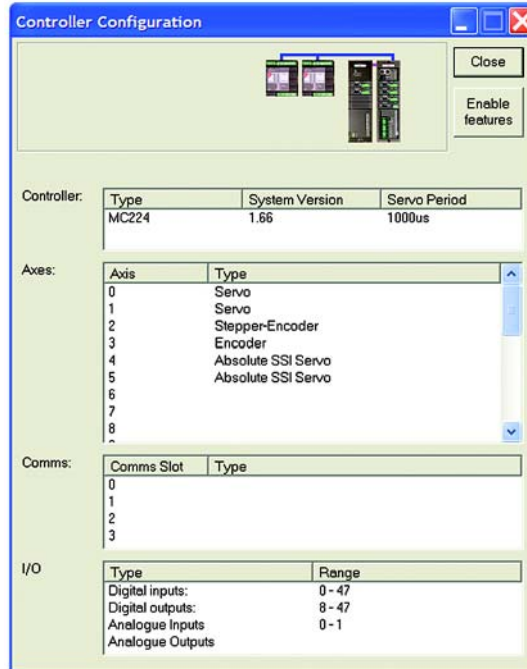 Controller Configuration
Close
Enable features
Controller:
Type System Version Servo Period
MC224 1.66 1000us
Axes:
Axis Type
0 Servo
1 Servo
2 Stepper-Encoder
3 Encoder
4 Absolute SSI Servo
5 Absolute SSI Servo
6
7
8
Comms:
Comms Slot Type
0
1
2
3
I/O
Type Range
Digital inputs: 0 - 47
Digital outputs: 8 - 47
Analogue Inputs 0 - 1
Analogue Outputs